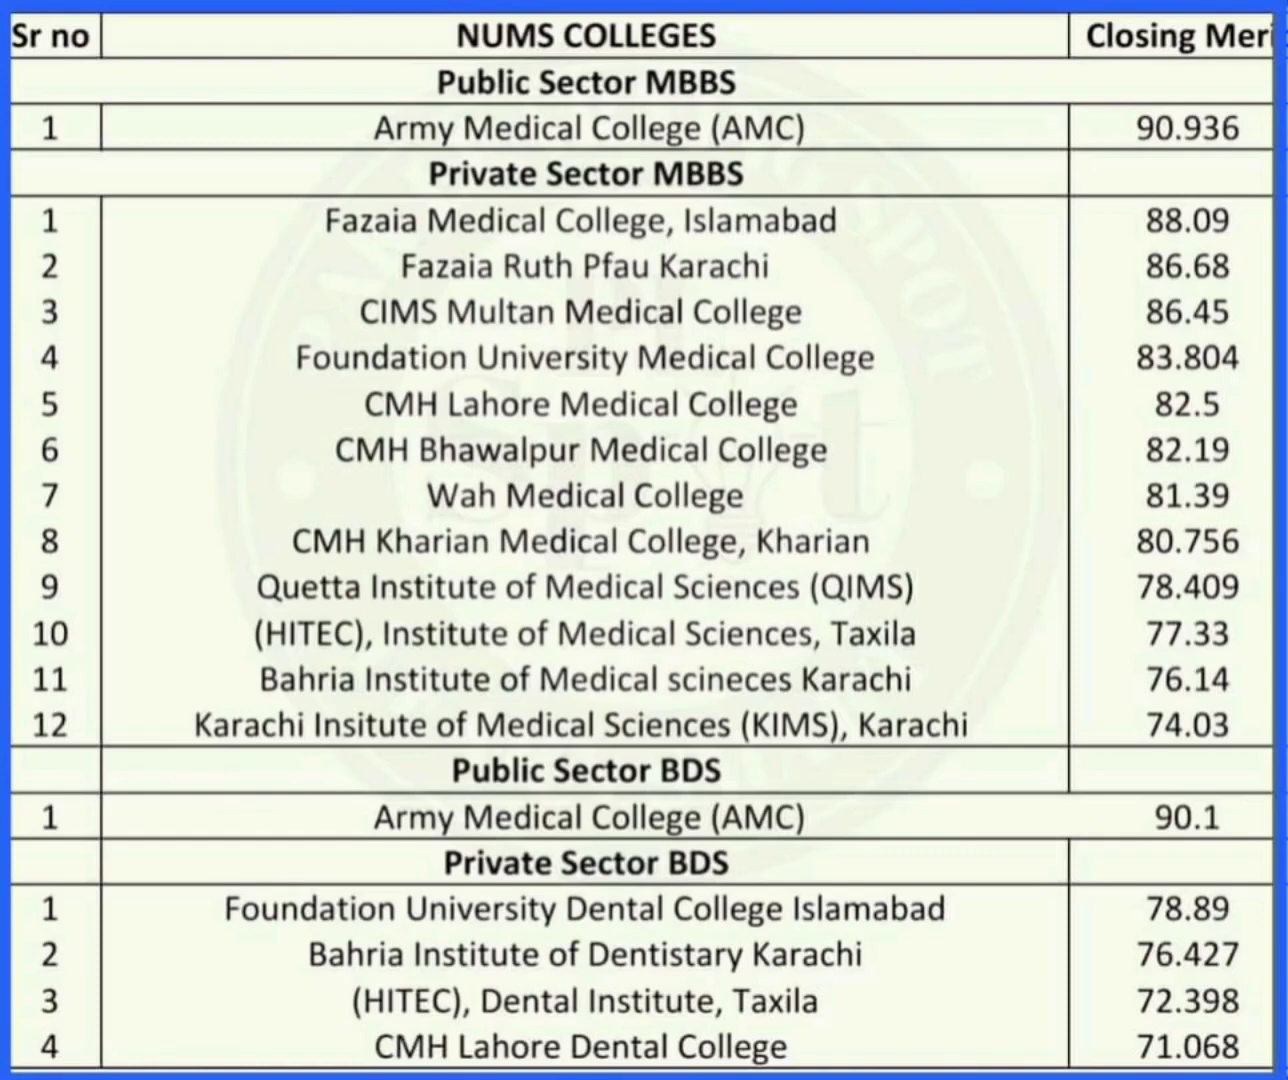 Sr no NUMS COLLEGES Closing Meri
Public Sector MBBS
1 Army Medical College (AMC) 90.936
Private Sector MBBS
1 Fazaia Medical College, Islamabad 88.09
2 Fazaia Ruth Pfau Karachi 86.68
3 CIMS Multan Medical College 86.45
4 Foundation University Medical College 83.804
5 CMH Lahore Medical College 82.5
6 CMH Bhawalpur Medical College 82.19
7 Wah Medical College 81.39
8 CMH Kharian Medical College, Kharian 80.756
9 Quetta Institute of Medical Sciences (QIMS) 78.409
10 (HITEC), Institute of Medical Sciences, Taxila 77.33
11 Bahria Institute of Medical scineces Karachi 76.14
12 Karachi Insitute of Medical Sciences (KIMS), Karachi 74.03
Public Sector BDS
1 Army Medical College (AMC) 90.1
Private Sector BDS
1 Foundation University Dental College Islamabad 78.89
2 Bahria Institute of Dentistary Karachi 76.427
3 (HITEC), Dental Institute, Taxila 72.398
4 CMH Lahore Dental College 71.068